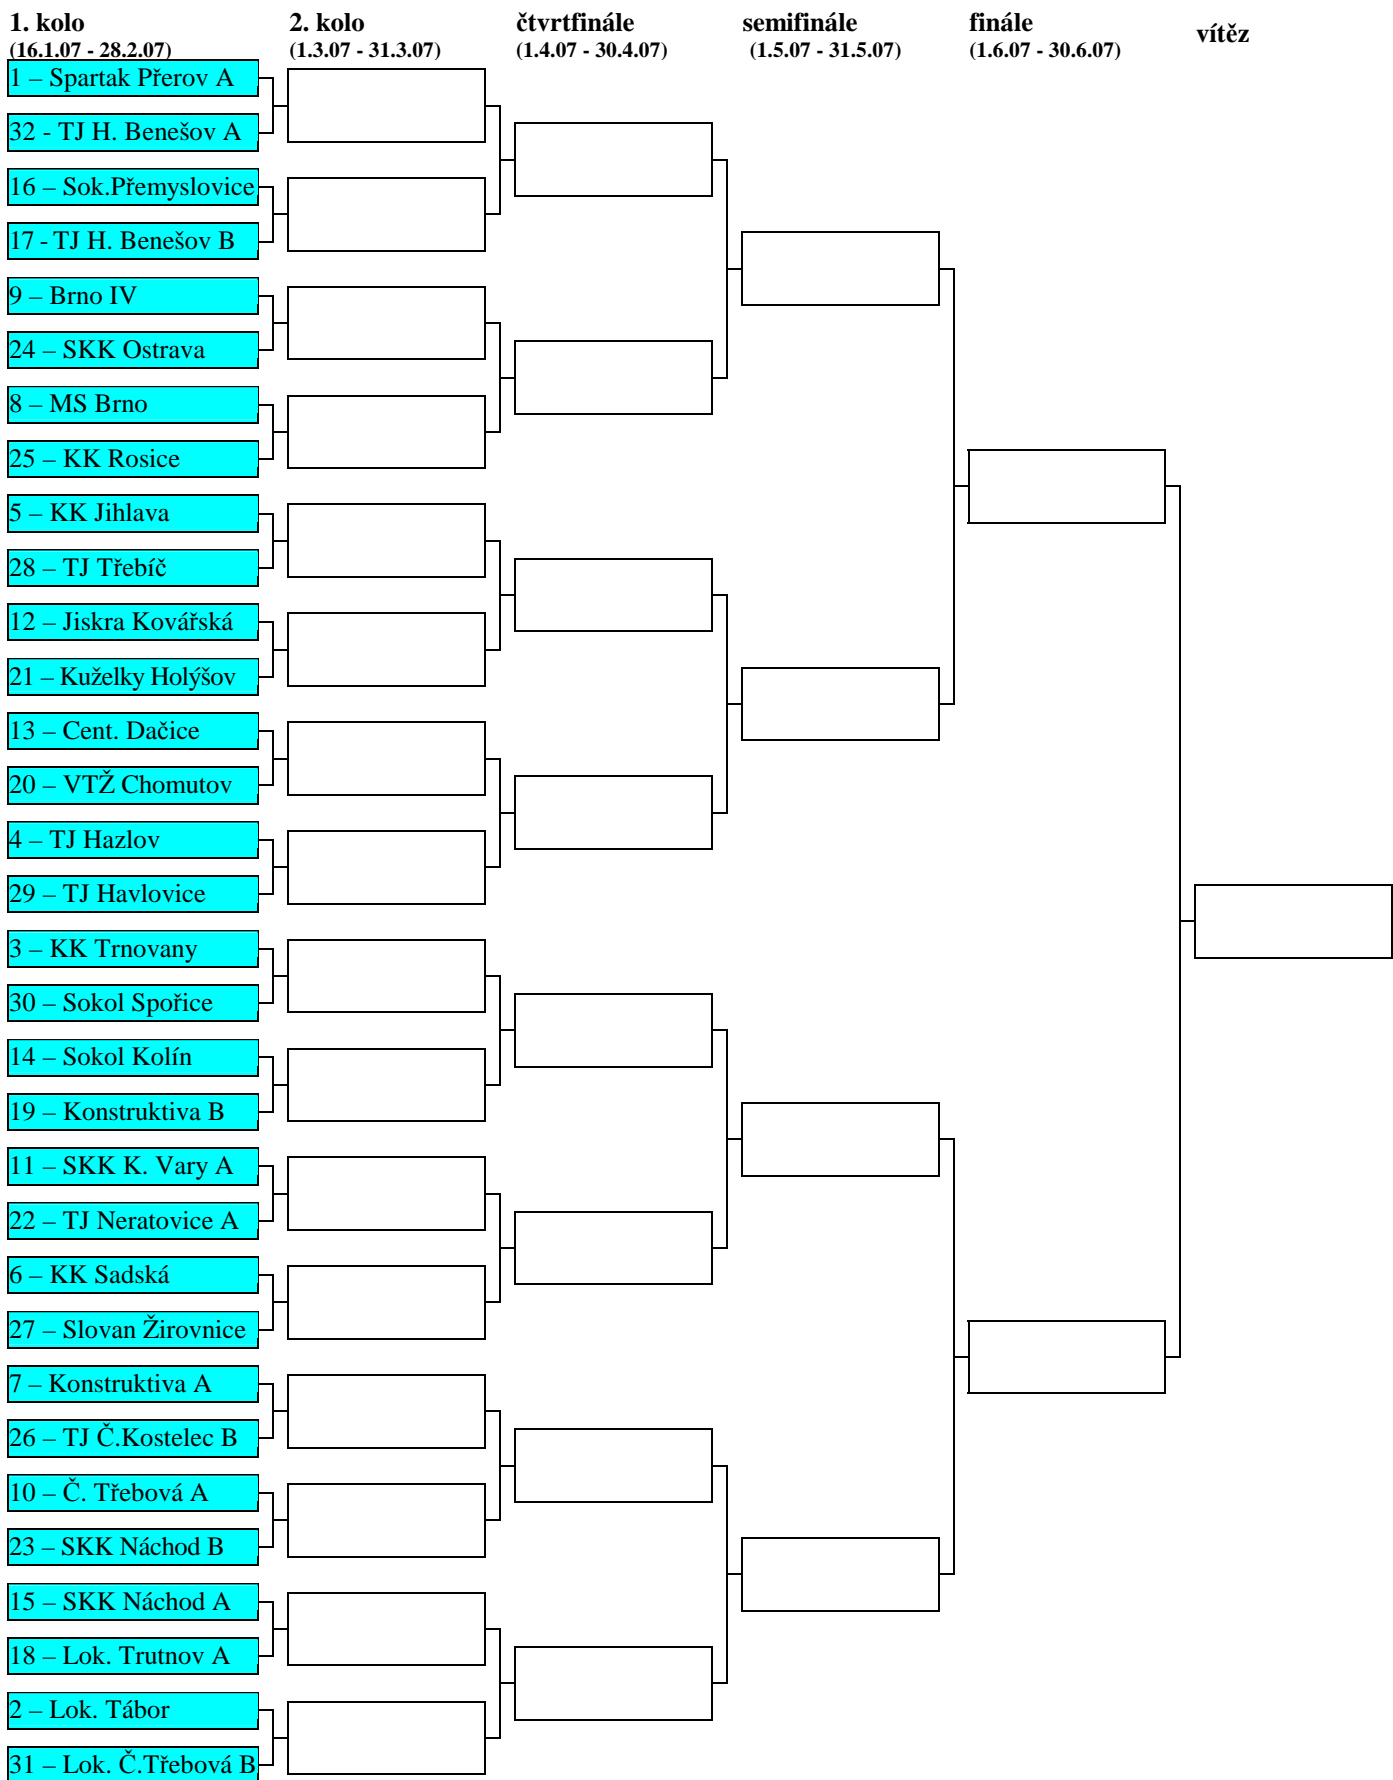 1. kolo
(16.1.07 - 28.2.07)
2. kolo
(1.3.07 - 31.3.07)
čtvrtfinále
(1.4.07 - 30.4.07)
semifinále
(1.5.07 - 31.5.07)
finále
(1.6.07 - 30.6.07)
vítěz
1 – Spartak Přerov A
32 - TJ H. Benešov A
16 – Sok.Přemyslovice
17 - TJ H. Benešov B
9 – Brno IV
24 – SKK Ostrava
8 – MS Brno
25 – KK Rosice
5 – KK Jihlava
28 – TJ Třebíč
12 – Jiskra Kovářská
21 – Kuželky Holýšov
13 – Cent. Dačice
20 – VTŽ Chomutov
4 – TJ Hazlov
29 – TJ Havlovice
3 – KK Trnovany
30 – Sokol Spořice
14 – Sokol Kolín
19 – Konstruktiva B
11 – SKK K. Vary A
22 – TJ Neratovice A
6 – KK Sadská
27 – Slovan Žirovnice
7 – Konstruktiva A
26 – TJ Č.Kostelec B
10 – Č. Třebová A
23 – SKK Náchod B
15 – SKK Náchod A
18 – Lok. Trutnov A
2 – Lok. Tábor
31 – Lok. Č.Třebová B